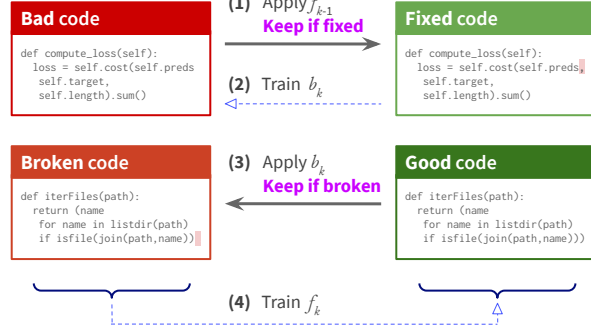 Bad code
def compute_loss(self):
loss = self.cost(self.preds
self.target,
self.length).sum()
(1) Apply f_{k-1}
Keep if fixed
(2) Train b_k
Fixed code
def compute_loss(self):
loss = self.cost(self.preds,
self.target,
self.length).sum()
Broken code
def iterFiles(path):
return (name
for name in listdir(path)
if isfile(join(path,name))
(3) Apply b_k
Keep if broken
Good code
def iterFiles(path):
return (name
for name in listdir(path)
if isfile(join(path,name)))
(4) Train f_k